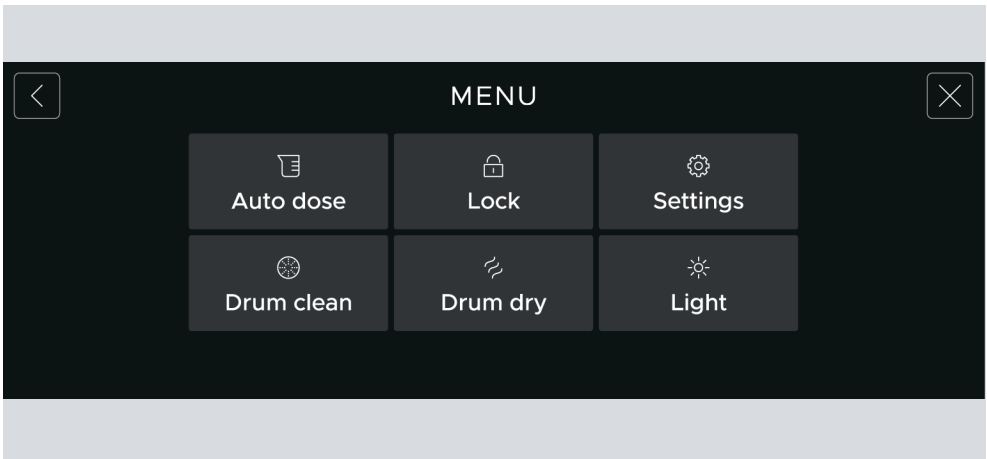 MENU
Auto dose
Lock
Settings
Drum clean
Drum dry
Light